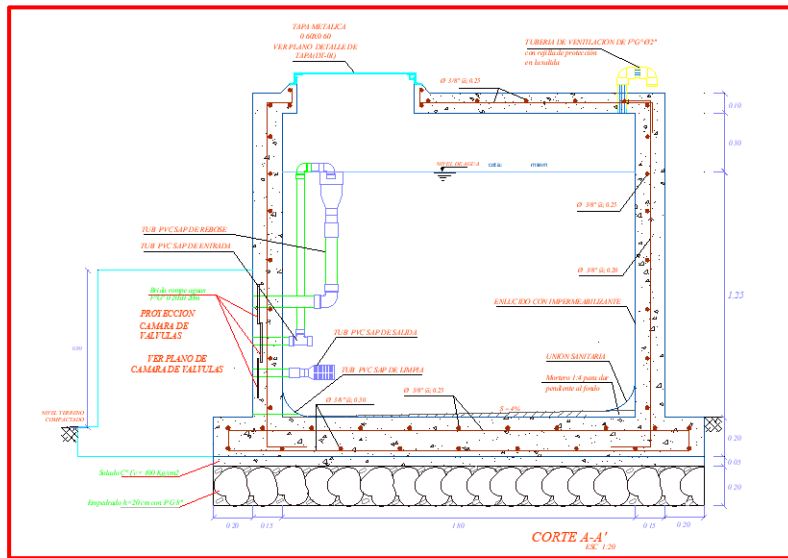 TAPA METALICA
0.60X0.60
VER PLANO DETALLE DE
TAPA(DT-01)
TUBERIA DE VENTILACION DE F°G° Ø2"
con rejilla de protección
en la salida
Ø 3/8" @ 0.25
0.10
0.30
NIVEL DE AGUA
Ø 3/8" @ 0.25
TUB. PVC SAP DE REBOSE
TUB. PVC SAP DE ENTRADA
Ø 3/8" @ 0.20
1.25
Brida rompe agua
ENLUCIDO CON IMPERMEABILIZANTE
PROYECCION
CAMARA DE
VALVULAS
VER PLANO DE
CAMARA DE VALVULAS
TUB. PVC SAP DE SALIDA
TUB. PVC SAP DE LIMPIA
UNION SANITARIA
Mortero 1:4 para dar
pendiente al fondo
Ø 3/8" @ 0.25
Ø 3/8" @ 0.30
S = 4%
NIVEL TERRENO
COMPACTADO
0.20
0.05
0.20
Solado C° f'c = 100 Kg/cm2
0.20
0.15
1.80
0.15
0.20
CORTE A-A'
ESC. 1:20